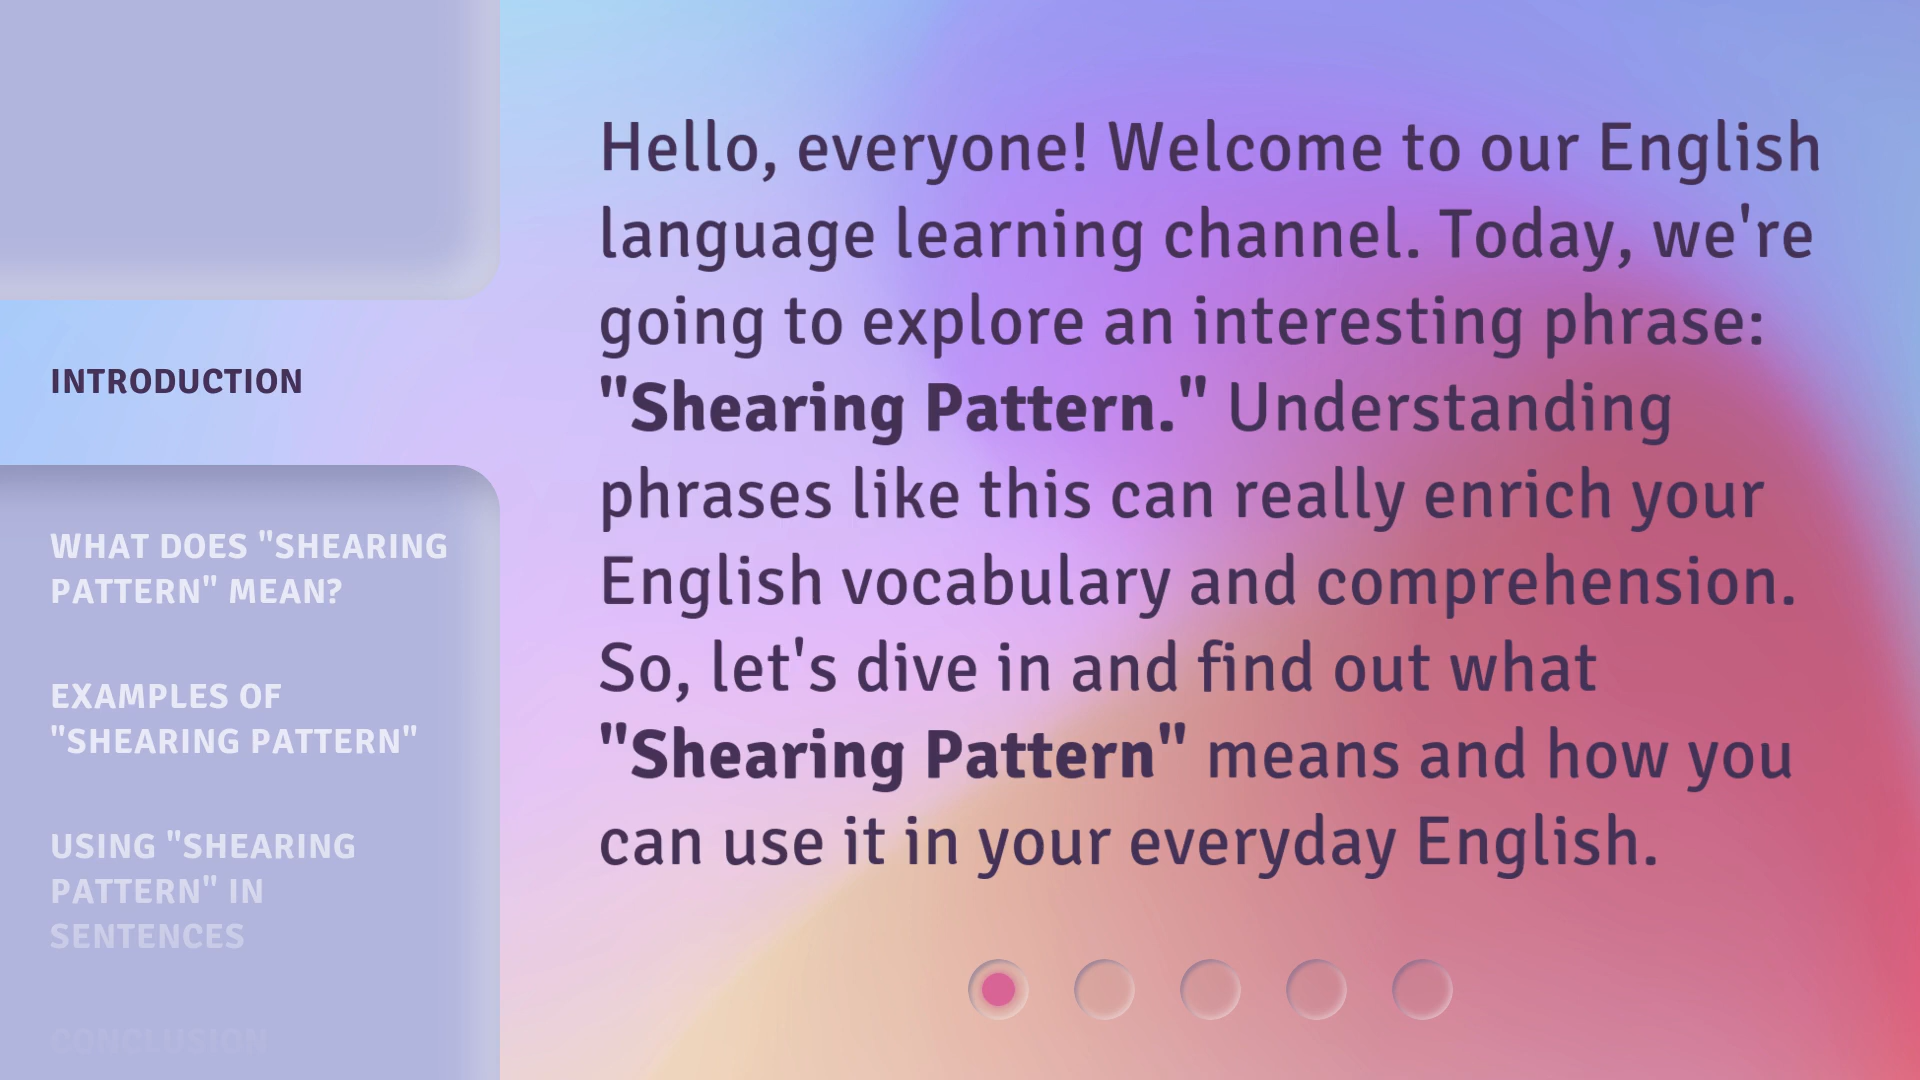 INTRODUCTION
WHAT DOES "SHEARING
PATTERN" MEAN?
EXAMPLES OF
"SHEARING PATTERN"
USING "SHEARING
PATTERN" IN
SENTENCES
CONCLUSION
Hello, everyone! Welcome to our English
language learning channel. Today, we're
going to explore an interesting phrase:
"Shearing Pattern." Understanding
phrases like this can really enrich your
English vocabulary and comprehension.
So, let's dive in and find out what
"Shearing Pattern" means and how you
can use it in your everyday English.